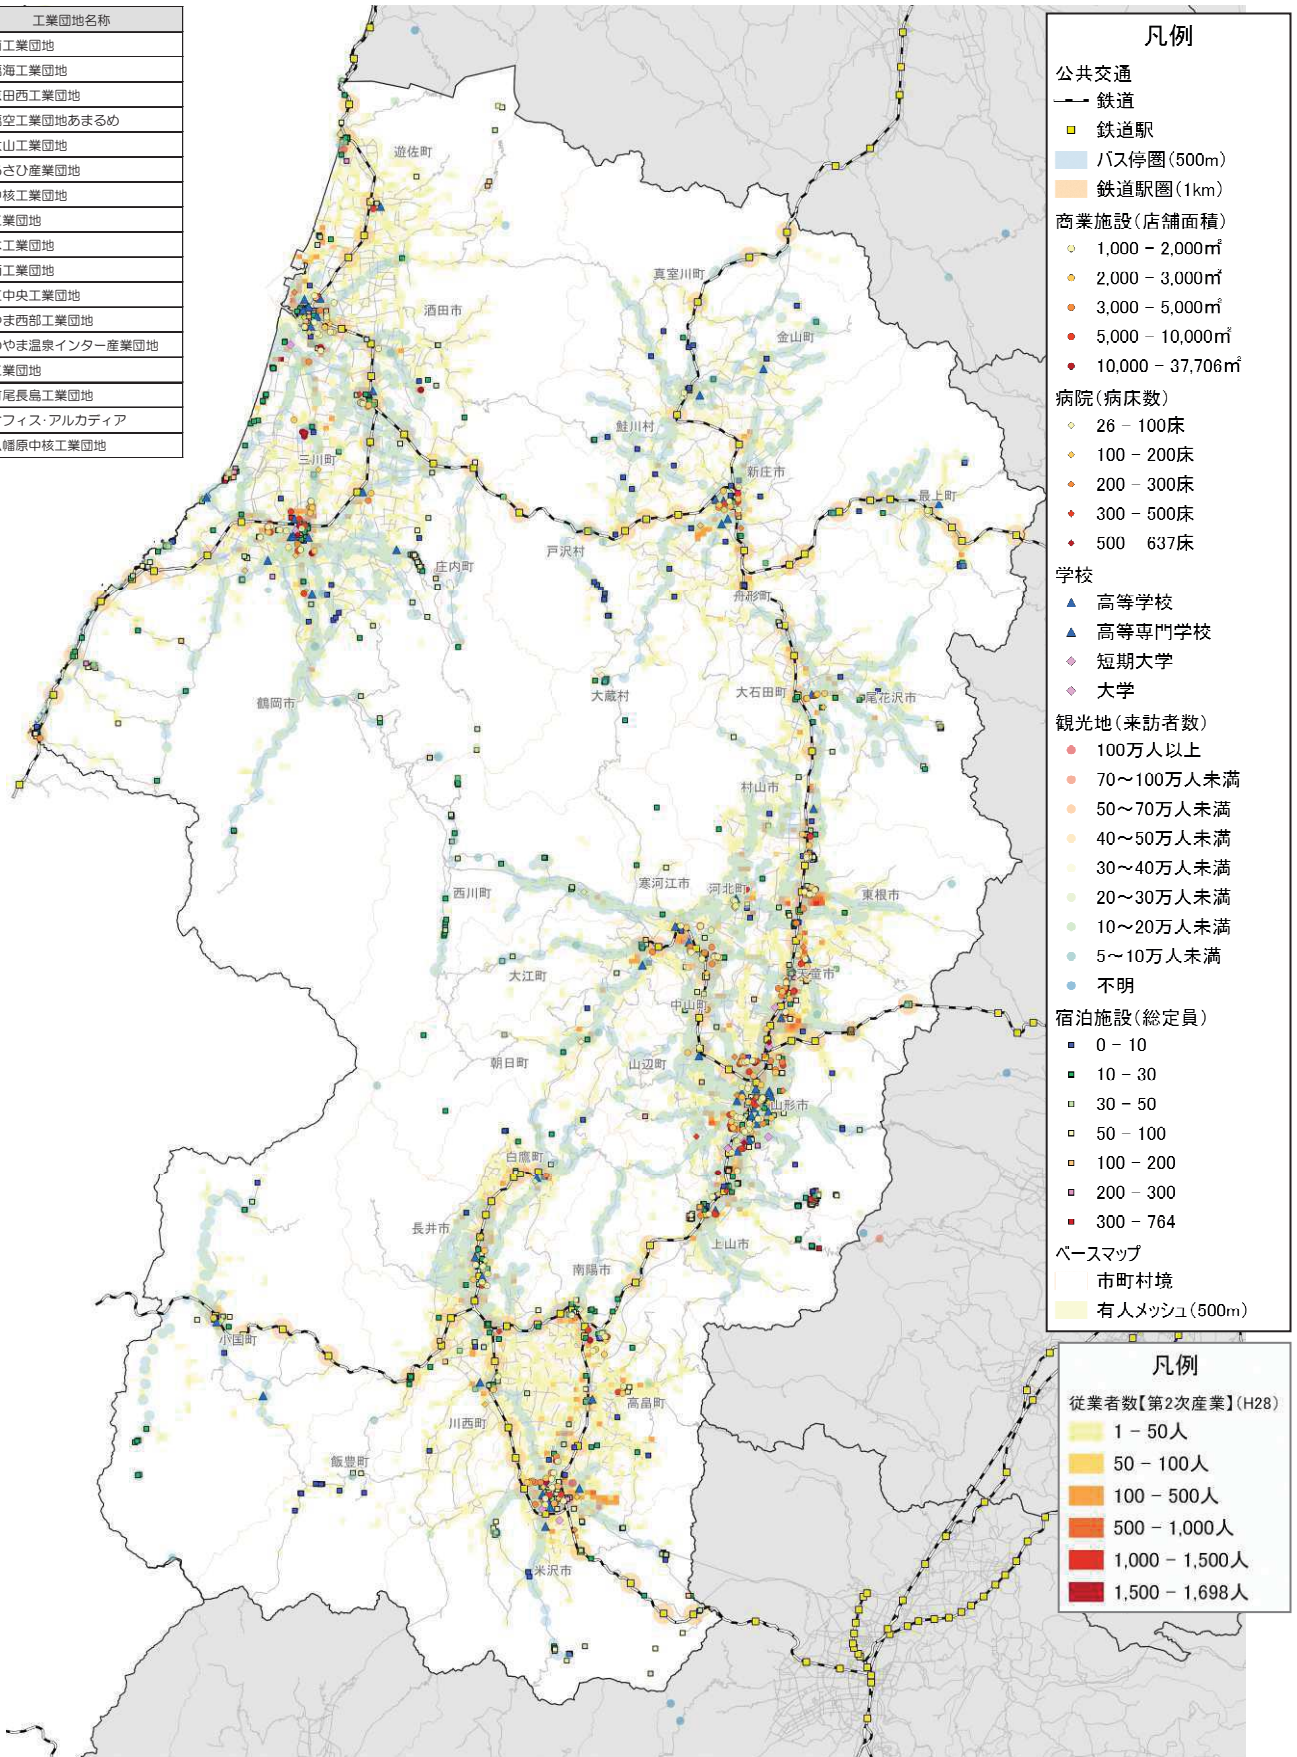 工業団地名称
工業団地
海工業団地
田西工業団地
空工業団地あまるめ
山工業団地
さひ産業団地
核工業団地
業団地
工業団地
工業団地
中央工業団地
ま西部工業団地
やま温泉インター産業団地
業団地
尾長島工業団地
フィス・アルカディア
幡原中核工業団地
遊佐町
酒田市
真室川町
金山町
鮭川村
三川町
新庄市
最上町
戸沢村
庄内町
舟形町
大蔵村
大石田町
尾花沢市
鶴岡市
村山市
西川町
寒河江市
河北町
東根市
大江町
天童市
中山町
朝日町
山辺町
山形市
白鷹町
長井市
上山市
南陽市
小国町
高畠町
川西町
飯豊町
米沢市
凡例
公共交通
鉄道
鉄道駅
バス停圏(500m)
鉄道駅圏(1km)
商業施設(店舗面積)
1,000 - 2,000㎡
2,000 - 3,000㎡
3,000 - 5,000㎡
5,000 - 10,000㎡
10,000 - 37,706㎡
病院(病床数)
26 - 100床
100 - 200床
200 - 300床
300 - 500床
500 637床
学校
高等学校
高等専門学校
短期大学
大学
観光地(来訪者数)
100万人以上
70～100万人未満
50～70万人未満
40～50万人未満
30～40万人未満
20～30万人未満
10～20万人未満
5～10万人未満
不明
宿泊施設(総定員)
0 - 10
10 - 30
30 - 50
50 - 100
100 - 200
200 - 300
300 - 764
ベースマップ
市町村境
有人メッシュ(500m)
凡例
従業者数【第2次産業】(H28)
1 - 50人
50 - 100人
100 - 500人
500 - 1,000人
1,000 - 1,500人
1,500 - 1,698人